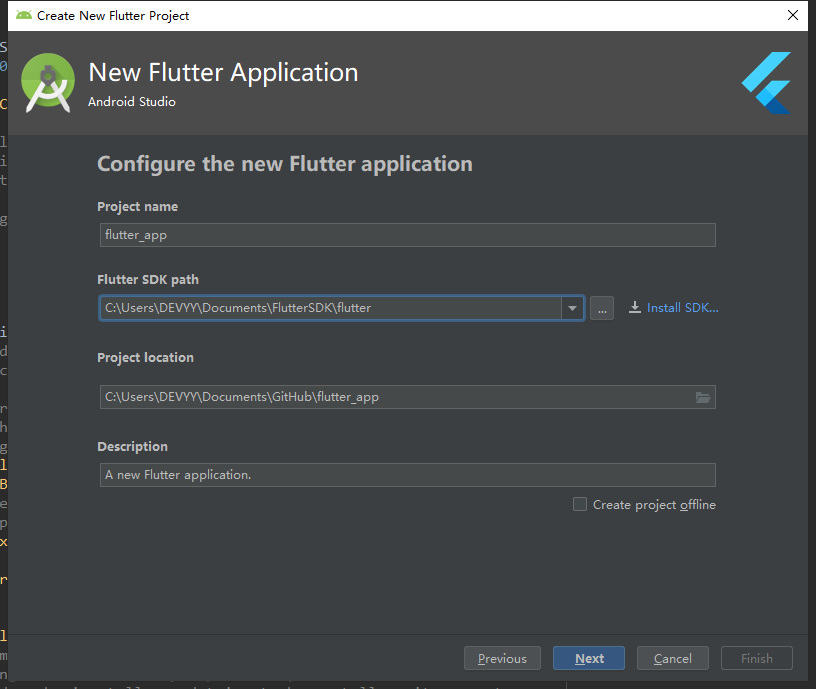 Create New Flutter Project
New Flutter Application
Android Studio
Configure the new Flutter application
Project name
flutter_app
Flutter SDK path
C:\Users\DEVYY\Documents\FlutterSDK\flutter
...
Install SDK...
Project location
C:\Users\DEVYY\Documents\GitHub\flutter_app
Description
A new Flutter application.
Create project offline
Previous
Next
Cancel
Finish